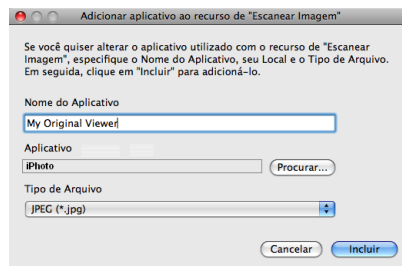 Adicionar aplicativo ao recurso de "Escanear Imagem"
Se você quiser alterar o aplicativo utilizado com o recurso de "Escanear
Imagem", especifique o Nome do Aplicativo, seu Local e o Tipo de Arquivo.
Em seguida, clique em "Incluir" para adicioná-lo.
Nome do Aplicativo
My Original Viewer
Aplicativo
iPhoto
Procurar...
Tipo de Arquivo
JPEG (*.jpg)
Cancelar Incluir